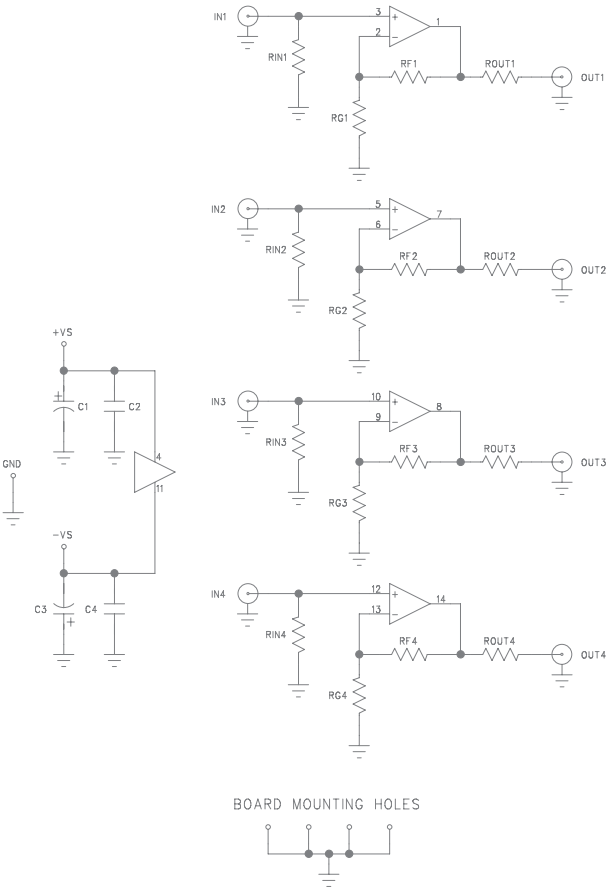 IN1
3
+
1
2
−
RIN1
RF1
ROUT1
OUT1
RG1
IN2
5
+
7
6
−
RIN2
RF2
ROUT2
OUT2
RG2
+VS
+
C1
C2
4
11
GND
−VS
C3
C4
+
IN3
10
+
8
9
−
RIN3
RF3
ROUT3
OUT3
RG3
IN4
12
+
14
13
−
RIN4
RF4
ROUT4
OUT4
RG4
BOARD MOUNTING HOLES